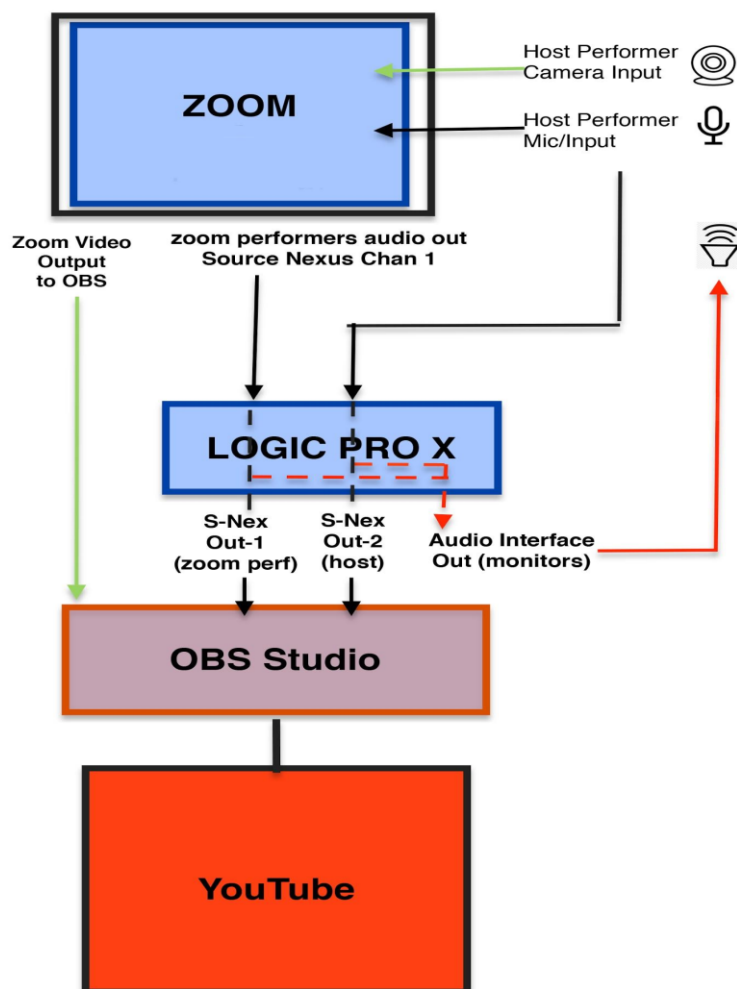 ZOOM
Host Performer
Camera Input
Host Performer
Mic/Input
Zoom Video
Output
to OBS
zoom performers audio out
Source Nexus Chan 1
LOGIC PRO X
S-Nex
Out-1
(zoom perf)
S-Nex
Out-2
(host)
Audio Interface
Out (monitors)
OBS Studio
YouTube